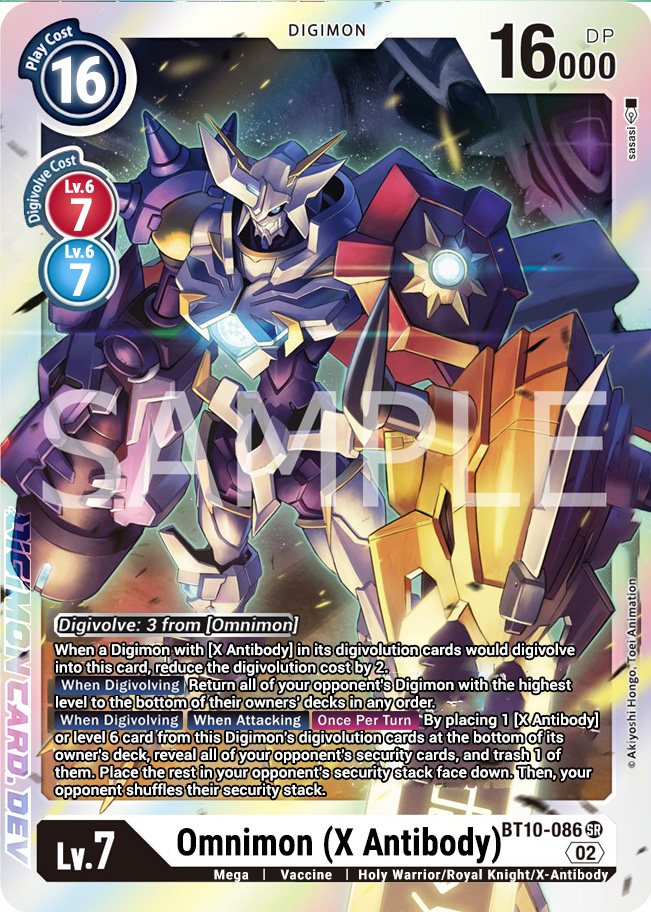 DIGIMON
Play Cost
16
16000
DP
sasasi
Digivolve Cost
Lv.6
7
Lv.6
7
SAMPLE
DIGIMON CARD.DEV
Digivolve: 3 from [Omnimon]
When a Digimon with [X Antibody] in its digivolution cards would digivolve
into this card, reduce the digivolution cost by 2.
When Digivolving Return all of your opponent's Digimon with the highest
level to the bottom of their owners' decks in any order.
When Digivolving When Attacking Once Per Turn By placing 1 [X Antibody]
or level 6 card from this Digimon's digivolution cards at the bottom of its
owner's deck, reveal all of your opponent's security cards, and trash 1 of
them. Place the rest in your opponent's security stack face down. Then, your
opponent shuffles their security stack.
© Akiyoshi Hongo, Toei Animation
Lv.7
Omnimon (X Antibody)
BT10-086 SR
02
Mega | Vaccine | Holy Warrior/Royal Knight/X-Antibody